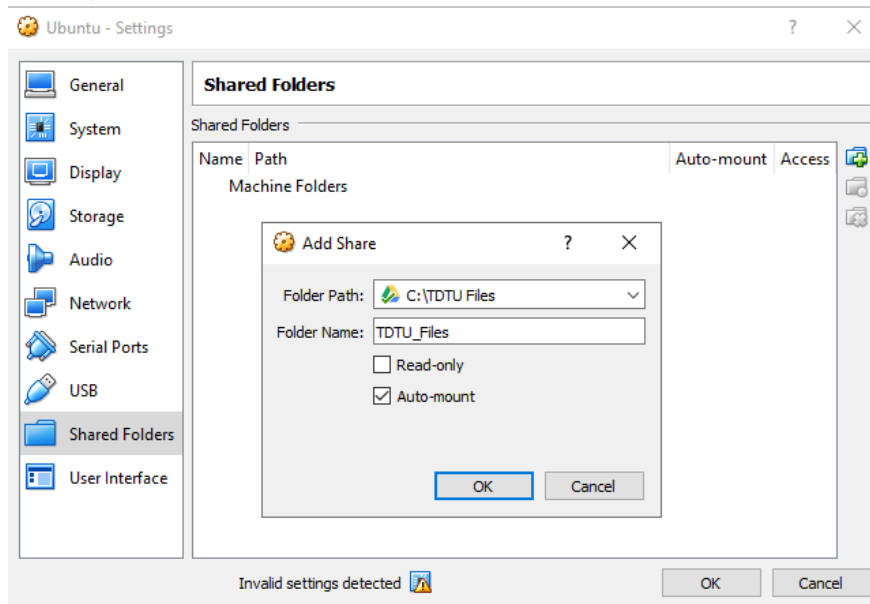 Ubuntu - Settings ? ×
General
System
Display
Storage
Audio
Network
Serial Ports
USB
Shared Folders
User Interface
Shared Folders
Shared Folders
Name Path Auto-mount Access
Machine Folders
Add Share ? ×
Folder Path: C:\TDTU Files
Folder Name: TDTU_Files
Read-only
Auto-mount
OK Cancel
Invalid settings detected
OK Cancel